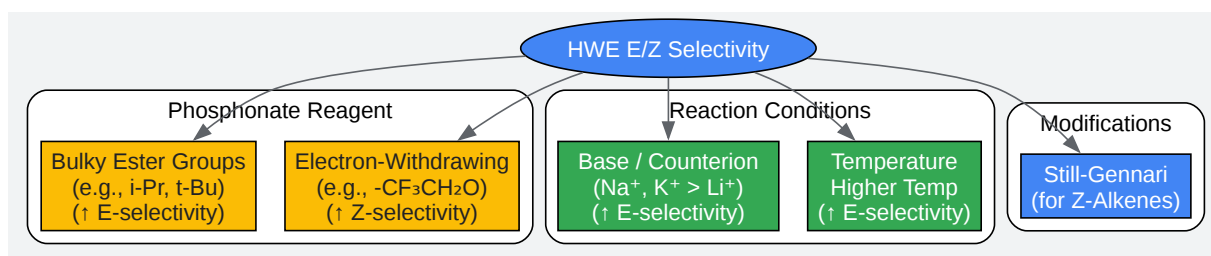 HWE E/Z Selectivity
Phosphonate Reagent
Bulky Ester Groups
(e.g., i-Pr, t-Bu)
(↑ E-selectivity)
Electron-Withdrawing
(e.g., -CF₃CH₂O)
(↑ Z-selectivity)
Reaction Conditions
Base / Counterion
(Na⁺, K⁺ > Li⁺)
(↑ E-selectivity)
Temperature
Higher Temp
(↑ E-selectivity)
Modifications
Still-Gennari
(for Z-Alkenes)